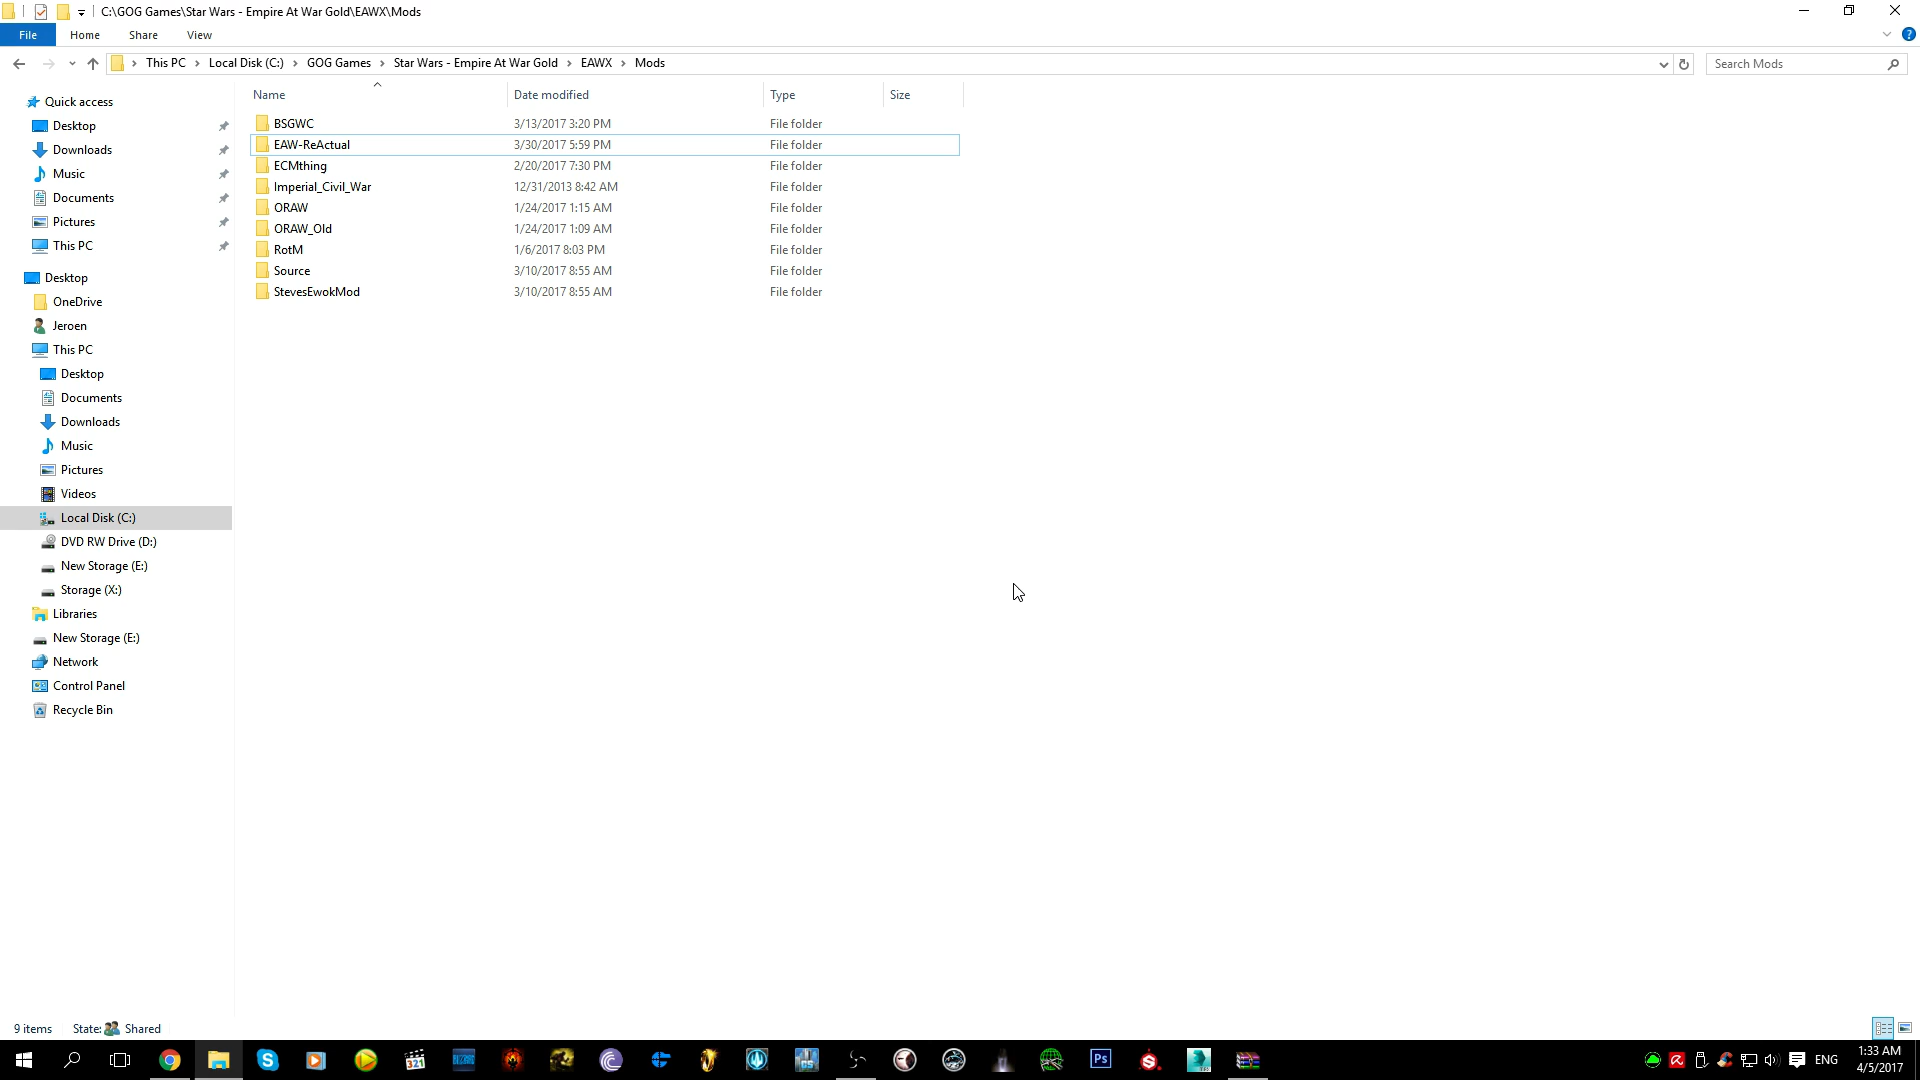 C:\GOG Games\Star Wars - Empire At War Gold\EAWX\Mods
File Home Share View
This PC Local Disk (C:) GOG Games Star Wars - Empire At War Gold EAWX Mods
Search Mods
Name Date modified Type Size
BSGWC 3/13/2017 3:20 PM File folder
EAW-ReActual 3/30/2017 5:59 PM File folder
ECMthing 2/20/2017 7:30 PM File folder
Imperial_Civil_War 12/31/2013 8:42 AM File folder
ORAW 1/24/2017 1:15 AM File folder
ORAW_Old 1/24/2017 1:09 AM File folder
RotM 1/6/2017 8:03 PM File folder
Source 3/10/2017 8:55 AM File folder
StevesEwokMod 3/10/2017 8:55 AM File folder
Quick access
Desktop
Downloads
Music
Documents
Pictures
This PC
Desktop
OneDrive
Jeroen
This PC
Desktop
Documents
Downloads
Music
Pictures
Videos
Local Disk (C:)
DVD RW Drive (D:)
New Storage (E:)
Storage (X:)
Libraries
New Storage (E:)
Network
Control Panel
Recycle Bin
9 items State: Shared
321
Ps
ENG
1:33 AM
4/5/2017